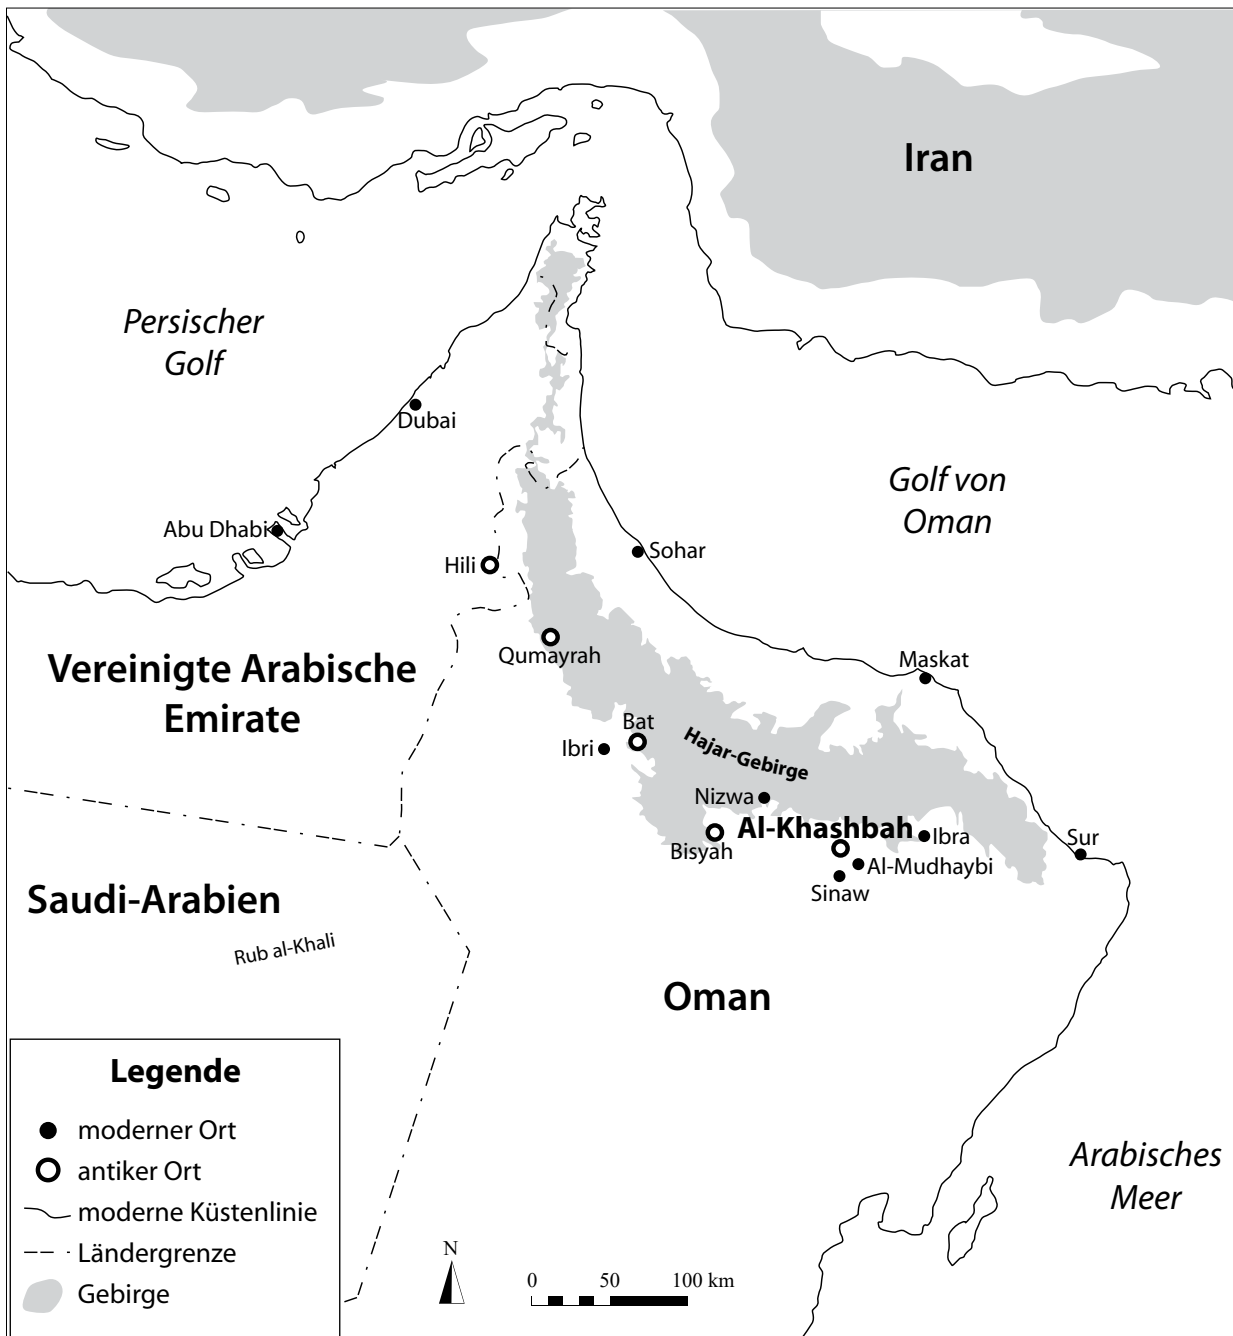 Iran
Persischer
Golf
Dubai
Golf von
Oman
Abu Dhabi
Sohar
Hili
Qumayrah
Vereinigte Arabische
Emirate
Maskat
Bat
Ibri
Hajar-Gebirge
Nizwa
Al-Khashbah
Ibra
Sur
Bisyah
Al-Mudhaybi
Sinaw
Saudi-Arabien
Rub al-Khali
Oman
Arabisches
Meer
Legende
moderner Ort
antiker Ort
moderne Küstenlinie
Ländergrenze
Gebirge
N
0 50 100 km